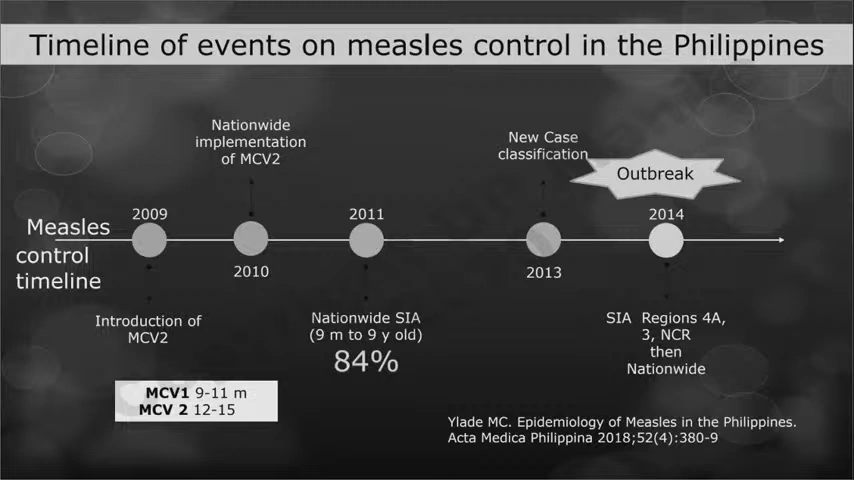 Timeline of events on measles control in the Philippines
Nationwide
implementation
of MCV2
New Case
classification
Outbreak
2009
2011
2014
Measles
control
timeline
2010
2013
Introduction of
MCV2
Nationwide SIA
(9 m to 9 y old)
84%
SIA Regions 4A,
3, NCR
then
Nationwide
MCV1 9-11 m
MCV 2 12-15
Ylade MC. Epidemiology of Measles in the Philippines.
Acta Medica Philippina 2018;52(4):380-9